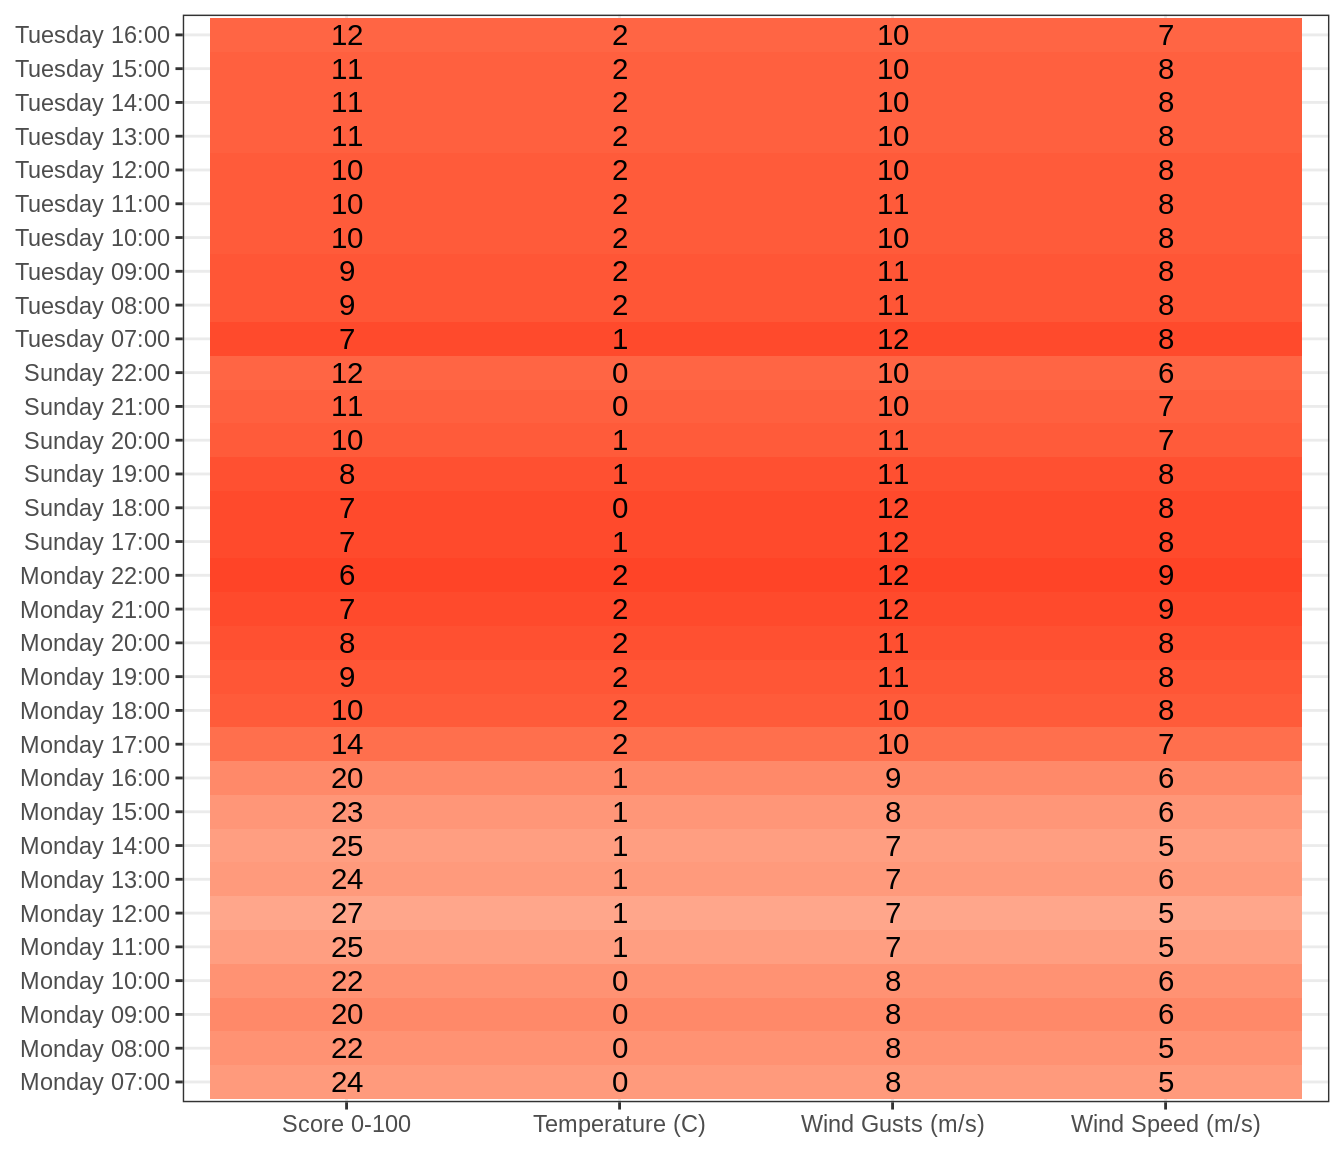 Tuesday 16:00 12 2 10 7
Tuesday 15:00 11 2 10 8
Tuesday 14:00 11 2 10 8
Tuesday 13:00 11 2 10 8
Tuesday 12:00 10 2 10 8
Tuesday 11:00 10 2 11 8
Tuesday 10:00 10 2 10 8
Tuesday 09:00 9 2 11 8
Tuesday 08:00 9 2 11 8
Tuesday 07:00 7 1 12 8
Sunday 22:00 12 0 10 6
Sunday 21:00 11 0 10 7
Sunday 20:00 10 1 11 7
Sunday 19:00 8 1 11 8
Sunday 18:00 7 0 12 8
Sunday 17:00 7 1 12 8
Monday 22:00 6 2 12 9
Monday 21:00 7 2 12 9
Monday 20:00 8 2 11 8
Monday 19:00 9 2 11 8
Monday 18:00 10 2 10 8
Monday 17:00 14 2 10 7
Monday 16:00 20 1 9 6
Monday 15:00 23 1 8 6
Monday 14:00 25 1 7 5
Monday 13:00 24 1 7 6
Monday 12:00 27 1 7 5
Monday 11:00 25 1 7 5
Monday 10:00 22 0 8 6
Monday 09:00 20 0 8 6
Monday 08:00 22 0 8 5
Monday 07:00 24 0 8 5
Score 0-100 Temperature (C) Wind Gusts (m/s) Wind Speed (m/s)